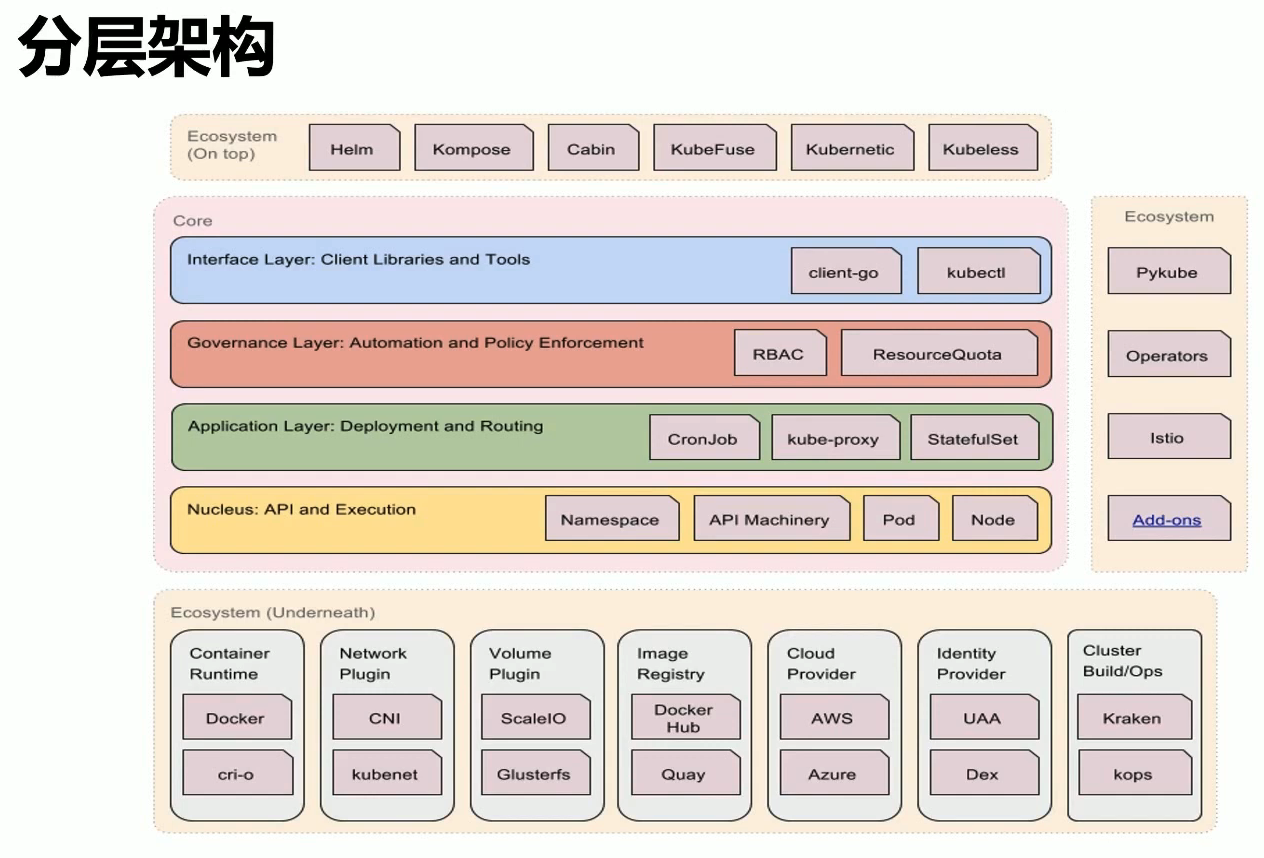 分层架构
Ecosystem
(On top)
Helm
Kompose
Cabin
KubeFuse
Kubernetic
Kubeless
Core
Interface Layer: Client Libraries and Tools
client-go
kubectl
Governance Layer: Automation and Policy Enforcement
RBAC
ResourceQuota
Application Layer: Deployment and Routing
CronJob
kube-proxy
StatefulSet
Nucleus: API and Execution
Namespace
API Machinery
Pod
Node
Ecosystem
Pykube
Operators
Istio
Add-ons
Ecosystem (Underneath)
Container
Runtime
Docker
cri-o
Network
Plugin
CNI
kubenet
Volume
Plugin
ScaleIO
Glusterfs
Image
Registry
Docker
Hub
Quay
Cloud
Provider
AWS
Azure
Identity
Provider
UAA
Dex
Cluster
Build/Ops
Kraken
kops